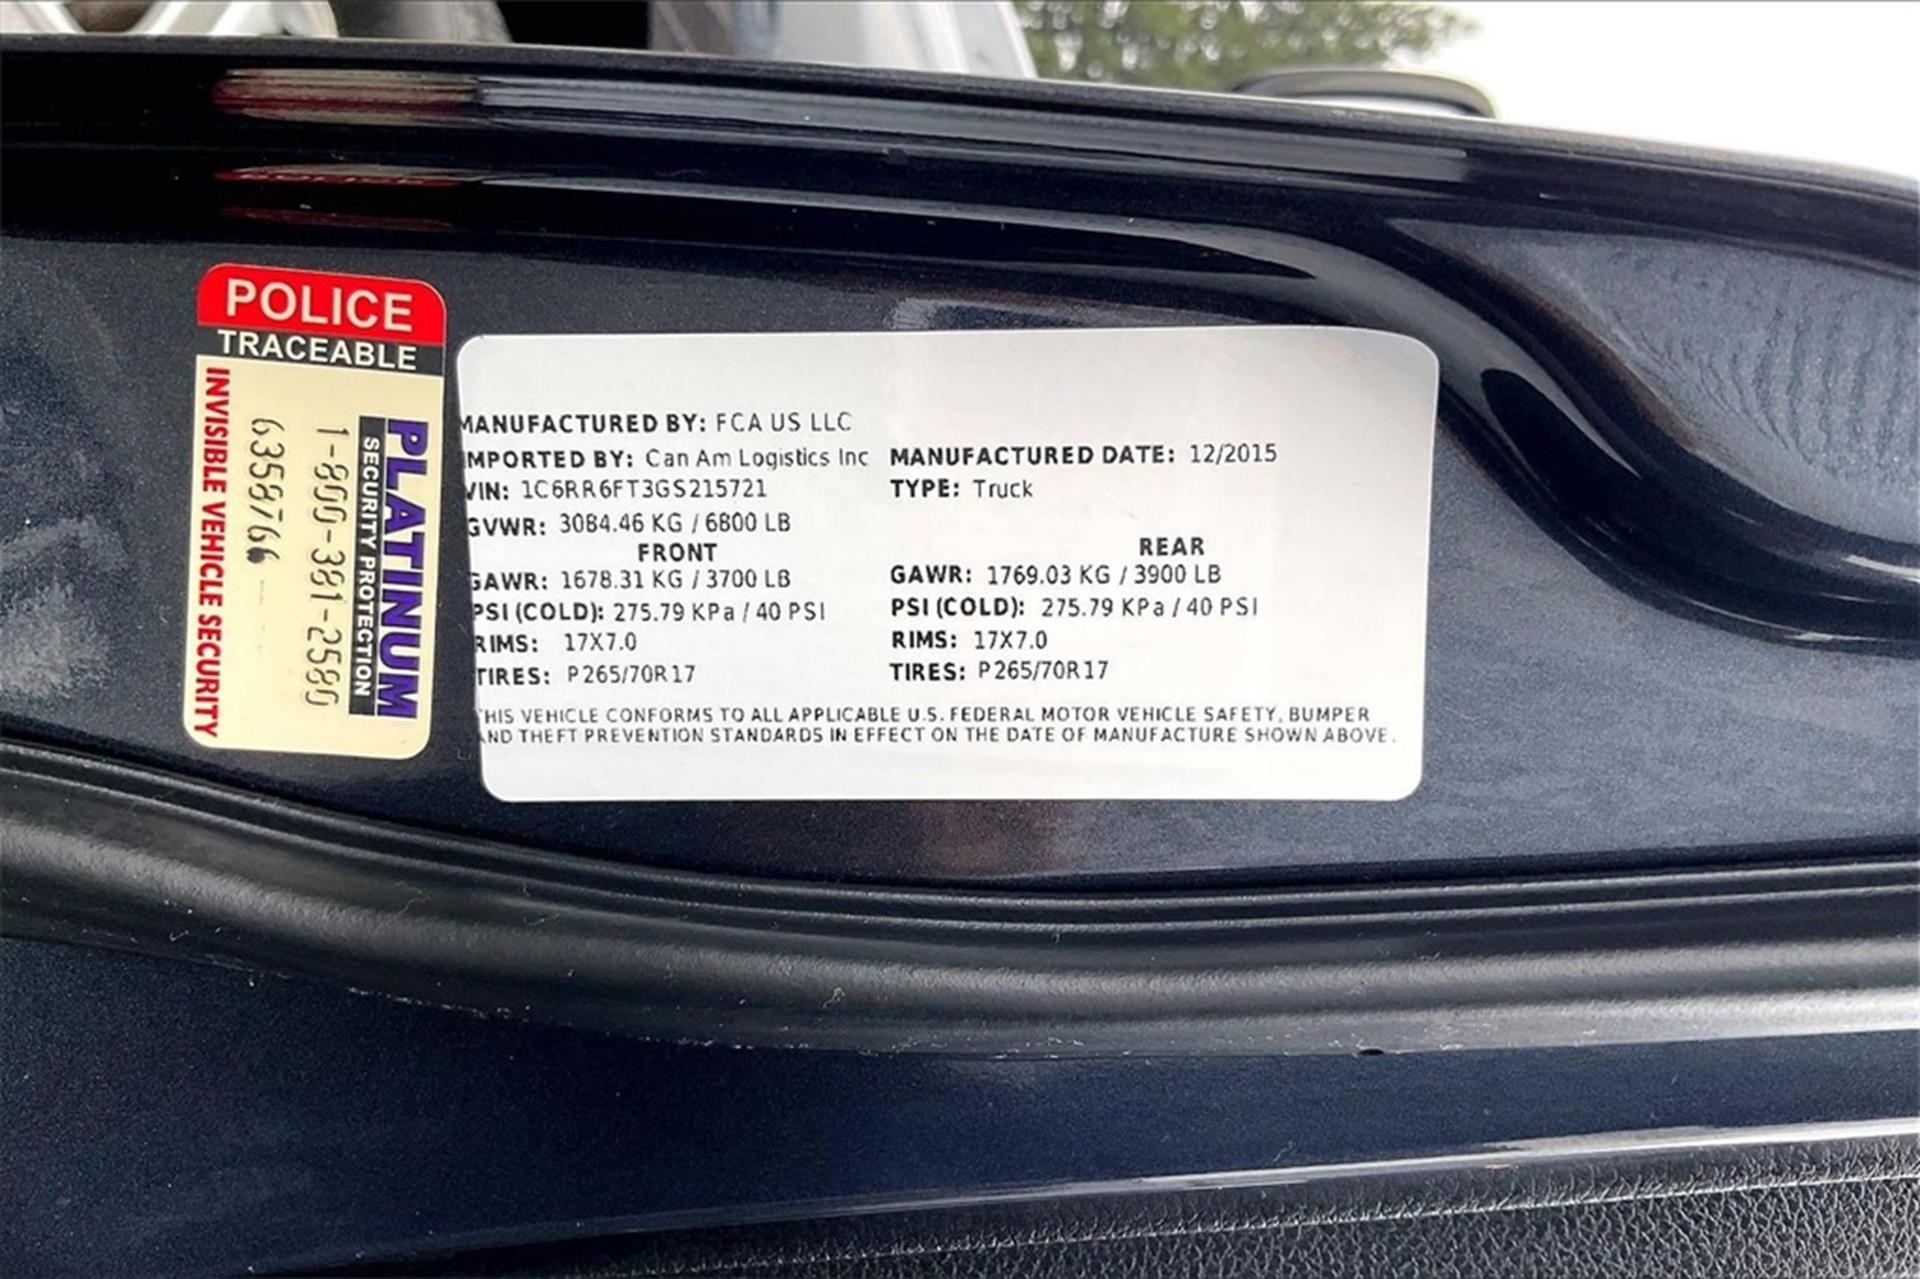 POLICE
TRACEABLE
PLATINUM
SECURITY PROTECTION
1-800-381-2580
6358766
INVISIBLE VEHICLE SECURITY
MANUFACTURED BY: FCA US LLC
IMPORTED BY: Can Am Logistics Inc MANUFACTURED DATE: 12/2015
VIN: 1C6RR6FT3GS215721 TYPE: Truck
GVWR: 3084.46 KG / 6800 LB
FRONT REAR
GAWR: 1678.31 KG / 3700 LB GAWR: 1769.03 KG / 3900 LB
PSI (COLD): 275.79 KPa / 40 PSI PSI (COLD): 275.79 KPa / 40 PSI
RIMS: 17X7.0 RIMS: 17X7.0
TIRES: P265/70R17 TIRES: P265/70R17
THIS VEHICLE CONFORMS TO ALL APPLICABLE U.S. FEDERAL MOTOR VEHICLE SAFETY, BUMPER
AND THEFT PREVENTION STANDARDS IN EFFECT ON THE DATE OF MANUFACTURE SHOWN ABOVE.